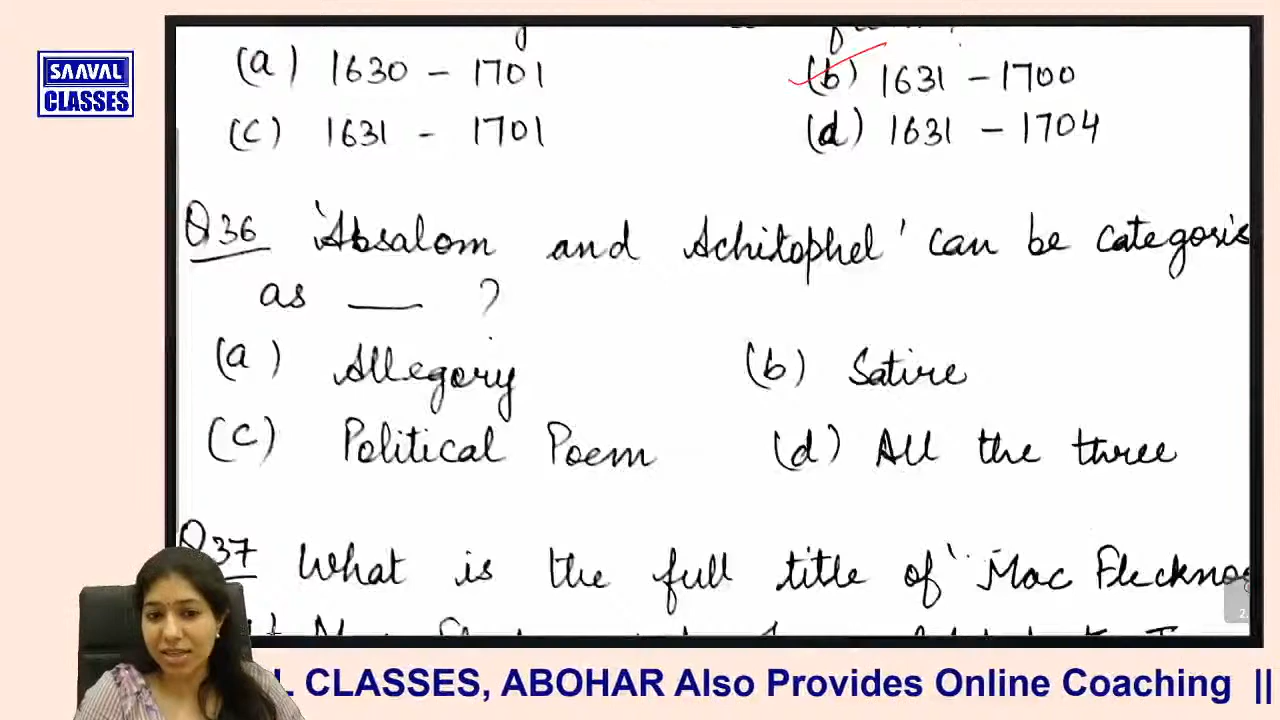 SAAVAL
CLASSES
(a) 1630 - 1701 (b) 1631 - 1700
(c) 1631 - 1701 (d) 1631 - 1704
Q36 'Absalom and Achitophel' can be categoris
as ___ ?
(a) Allegory (b) Satire
(c) Political Poem (d) All the three
Q37 What is the full title of 'Mac Flecknoe
L CLASSES, ABOHAR Also Provides Online Coaching ||